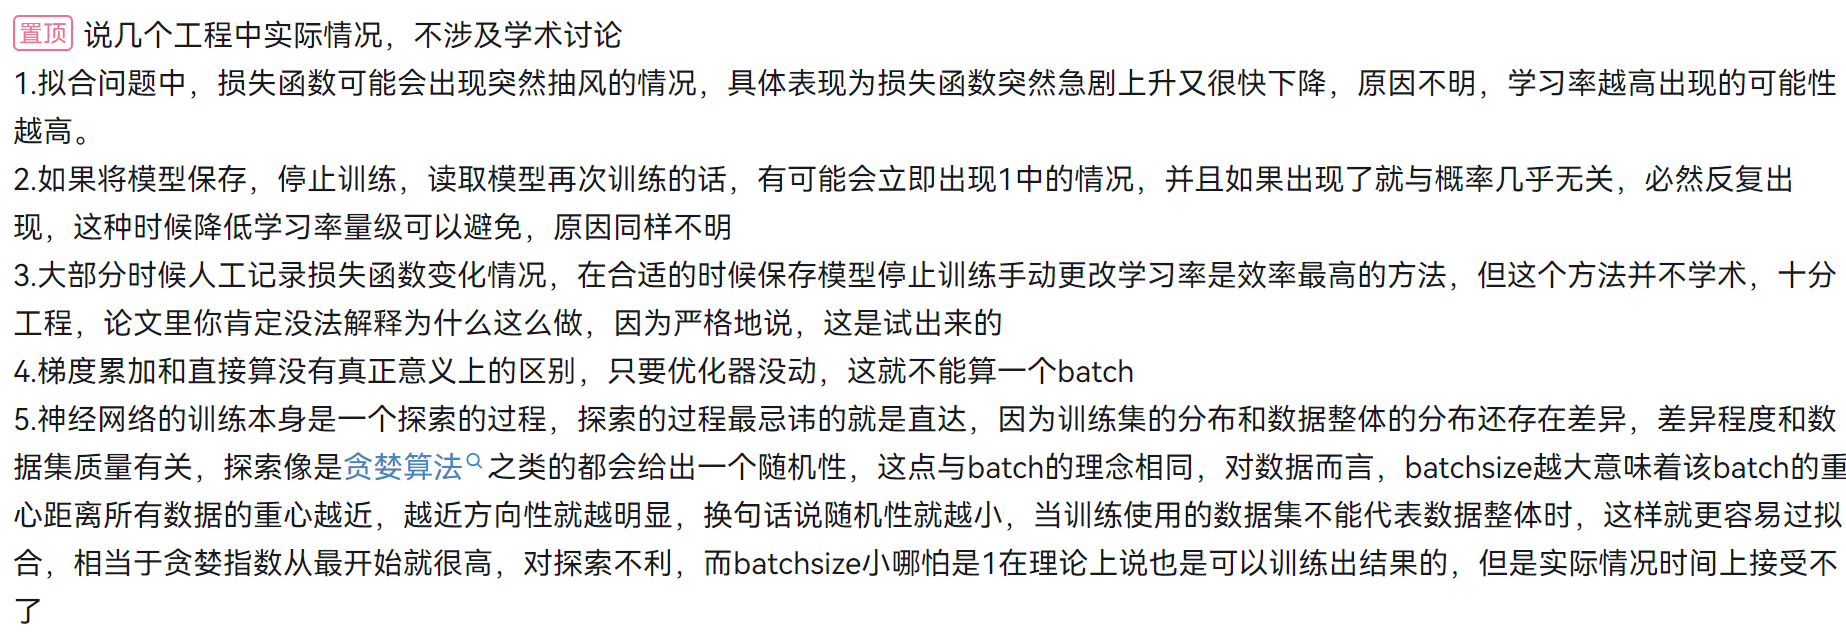 置顶 说几个工程中实际情况，不涉及学术讨论
1.拟合问题中，损失函数可能会出现突然抽风的情况，具体表现为损失函数突然急剧上升又很快下降，原因不明，学习率越高出现的可能性
越高。
2.如果将模型保存，停止训练，读取模型再次训练的话，有可能会立即出现1中的情况，并且如果出现了就与概率几乎无关，必然反复出
现，这种时候降低学习率量级可以避免，原因同样不明
3.大部分时候人工记录损失函数变化情况，在合适的时候保存模型停止训练手动更改学习率是效率最高的方法，但这个方法并不学术，十分
工程，论文里你肯定没法解释为什么这么做，因为严格地说，这是试出来的
4.梯度累加和直接算没有真正意义上的区别，只要优化器没动，这就不能算一个batch
5.神经网络的训练本身是一个探索的过程，探索的过程最忌讳的就是直达，因为训练集的分布和数据整体的分布还存在差异，差异程度和数
据集质量有关，探索像是贪婪算法之类的都会给出一个随机性，这点与batch的理念相同，对数据而言，batchsize越大意味着该batch的重
心距离所有数据的重心越近，越近方向性就越明显，换句话说随机性就越小，当训练使用的数据集不能代表数据整体时，这样就更容易过拟
合，相当于贪婪指数从最开始就很高，对探索不利，而batchsize小哪怕是1在理论上说也是可以训练出结果的，但是实际情况时间上接受不
了